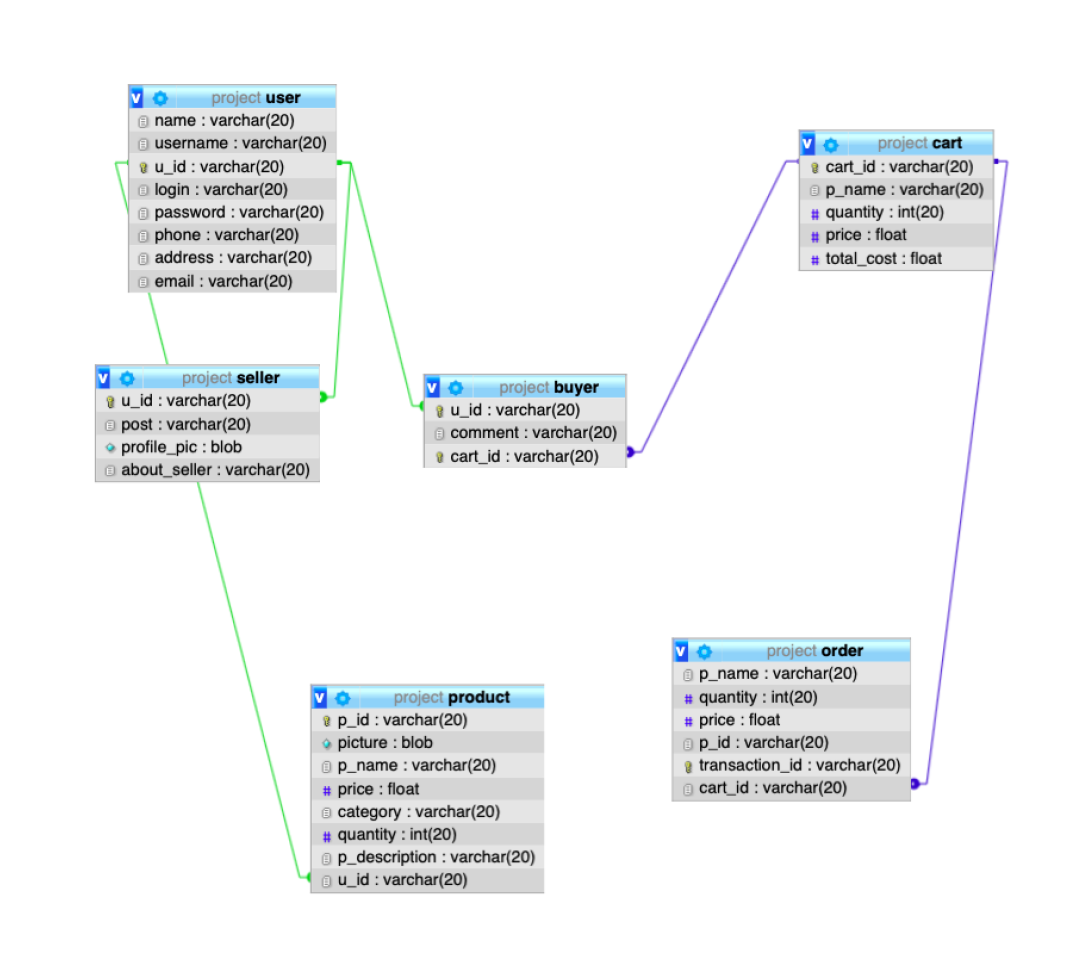 v project user
name : varchar(20)
username : varchar(20)
u_id : varchar(20)
login : varchar(20)
password : varchar(20)
phone : varchar(20)
address : varchar(20)
email : varchar(20)
v project cart
cart_id : varchar(20)
p_name : varchar(20)
# quantity : int(20)
# price : float
# total_cost : float
v project seller
u_id : varchar(20)
post : varchar(20)
profile_pic : blob
about_seller : varchar(20)
v project buyer
u_id : varchar(20)
comment : varchar(20)
cart_id : varchar(20)
v project product
p_id : varchar(20)
picture : blob
p_name : varchar(20)
# price : float
category : varchar(20)
# quantity : int(20)
p_description : varchar(20)
u_id : varchar(20)
v project order
p_name : varchar(20)
# quantity : int(20)
# price : float
p_id : varchar(20)
transaction_id : varchar(20)
cart_id : varchar(20)